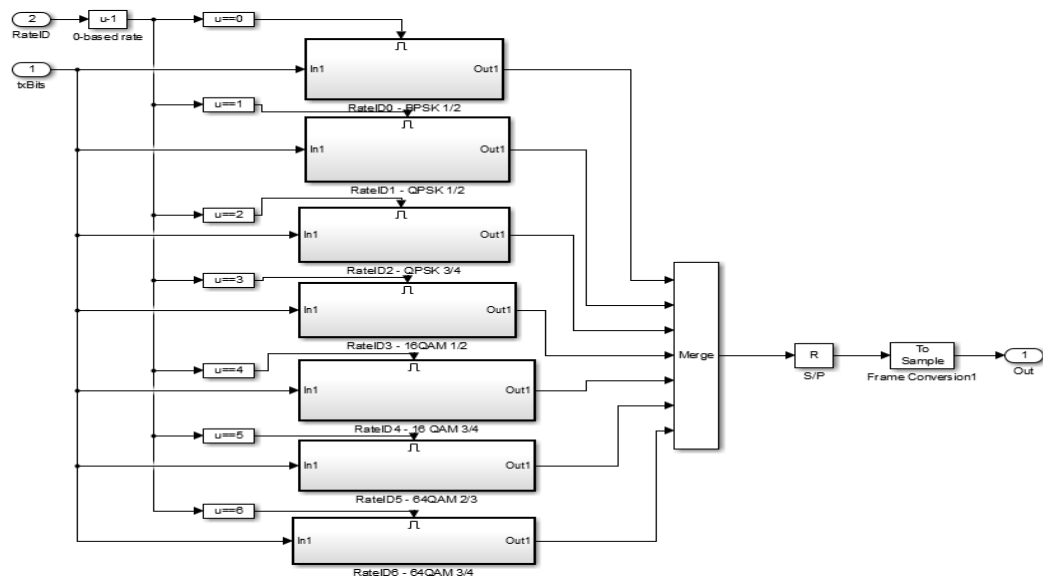 2
RateID
u-1
0-based rate
u==0
1
txBits
In1
Out1
RateID0 - BPSK 1/2
u==1
In1
Out1
RateID1 - QPSK 1/2
u==2
In1
Out1
RateID2 - QPSK 3/4
u==3
In1
Out1
RateID3 - 16QAM 1/2
u==4
In1
Out1
RateID4 - 16 QAM 3/4
u==5
In1
Out1
RateID5 - 64QAM 2/3
u==6
In1
Out1
RateID6 - 64QAM 3/4
Merge
R
S/P
To
Sample
Frame Conversion1
1
Out